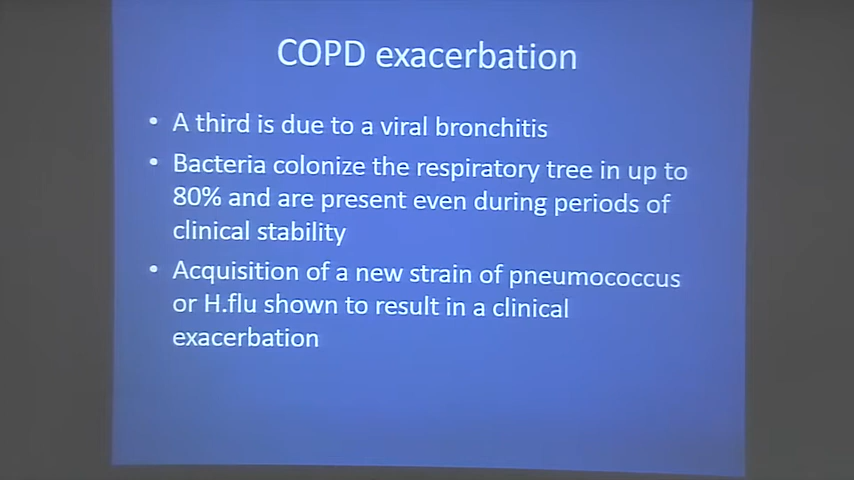 COPD exacerbation
• A third is due to a viral bronchitis
• Bacteria colonize the respiratory tree in up to
80% and are present even during periods of
clinical stability
• Acquisition of a new strain of pneumococcus
or H.flu shown to result in a clinical
exacerbation